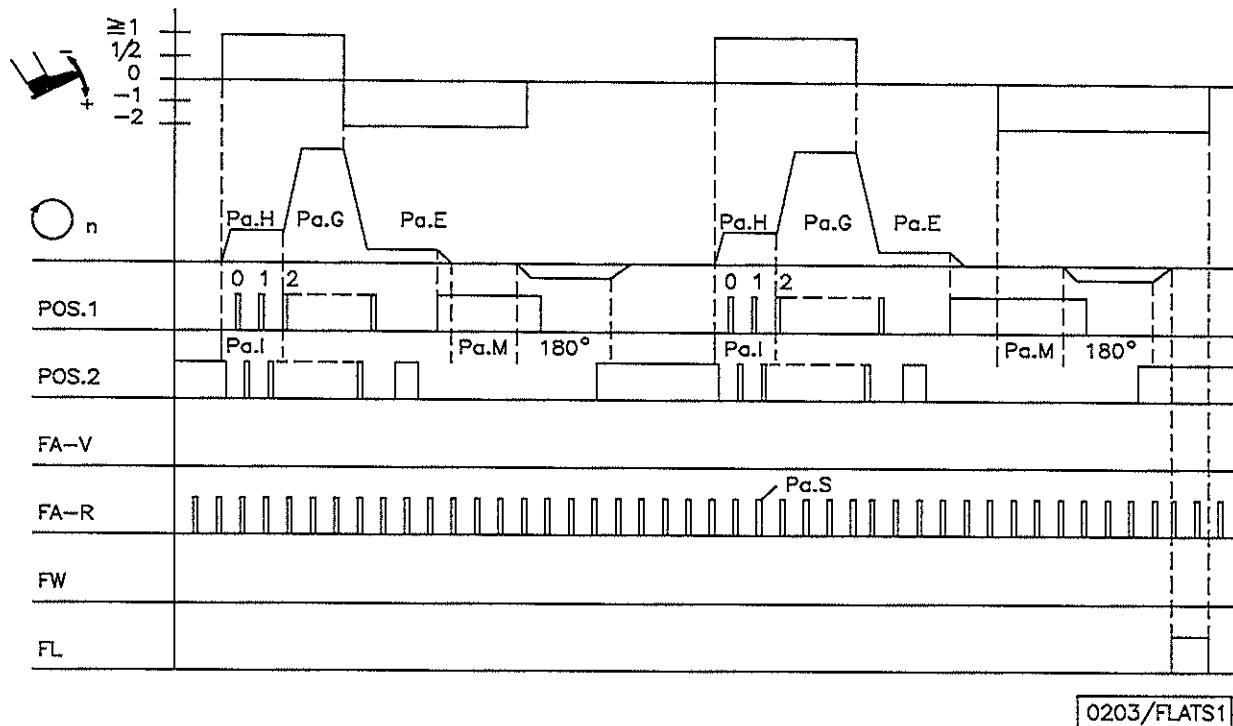 ≧1
1/2
0
-1
-2
-
+
n
Pa.H Pa.G Pa.E Pa.H Pa.G Pa.E
0 1 2 0 1 2
POS.1
Pa.I Pa.M 180° Pa.I Pa.M 180°
POS.2
FA-V
Pa.S
FA-R
FW
FL
0203/FLATS1